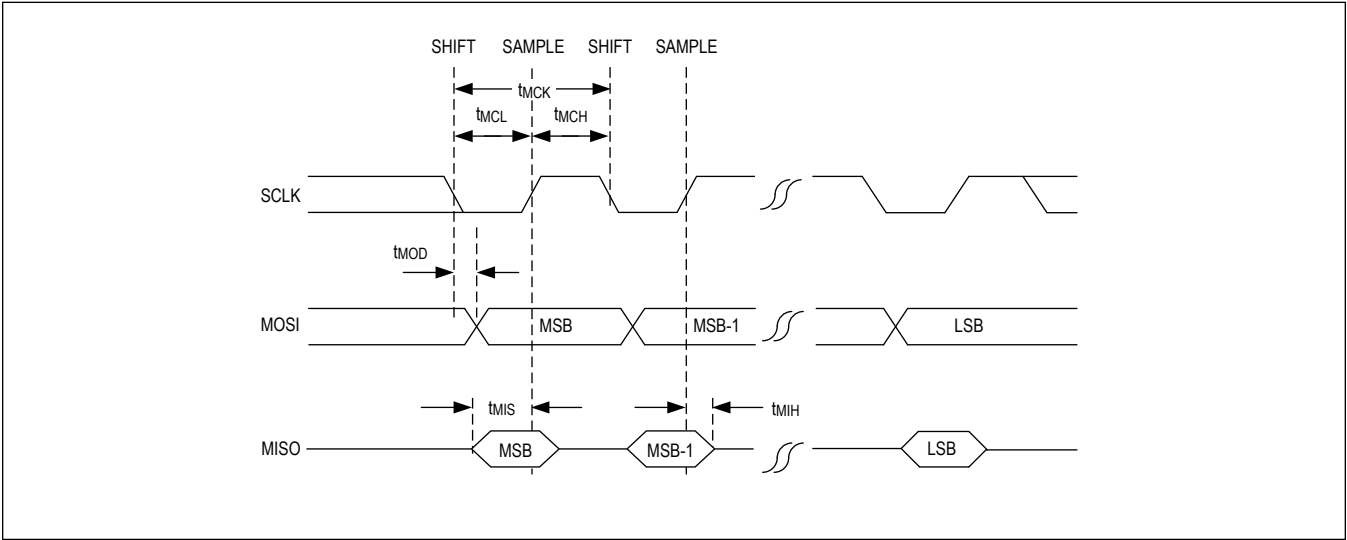 SHIFT SAMPLE SHIFT SAMPLE
tMCK
tMCL tMCH
SCLK
tMOD
MOSI MSB MSB-1 LSB
tMIS tMIH
MISO MSB MSB-1 LSB